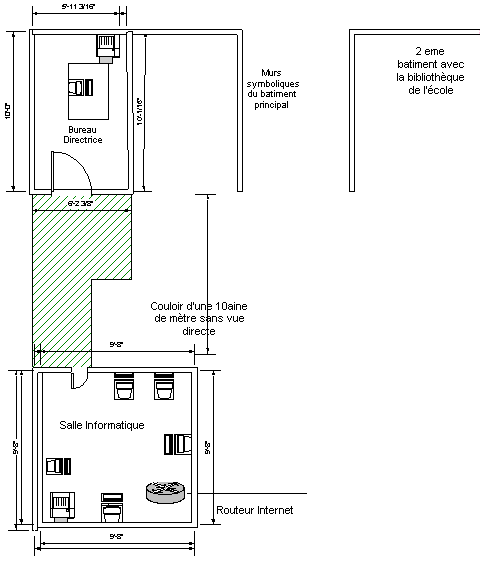 5'-11 3/16"
10'-0"
10'-1/16"
Bureau
Directrice
Murs
symboliques
du batiment
principal
2 eme
batiment avec
la bibliothèque
de l'école
6'-2 3/8"
Couloir d'une 10aine
de mètre sans vue
directe
9'-8"
Salle Informatique
9'-8"
9'-8"
Routeur Internet
9'-8"